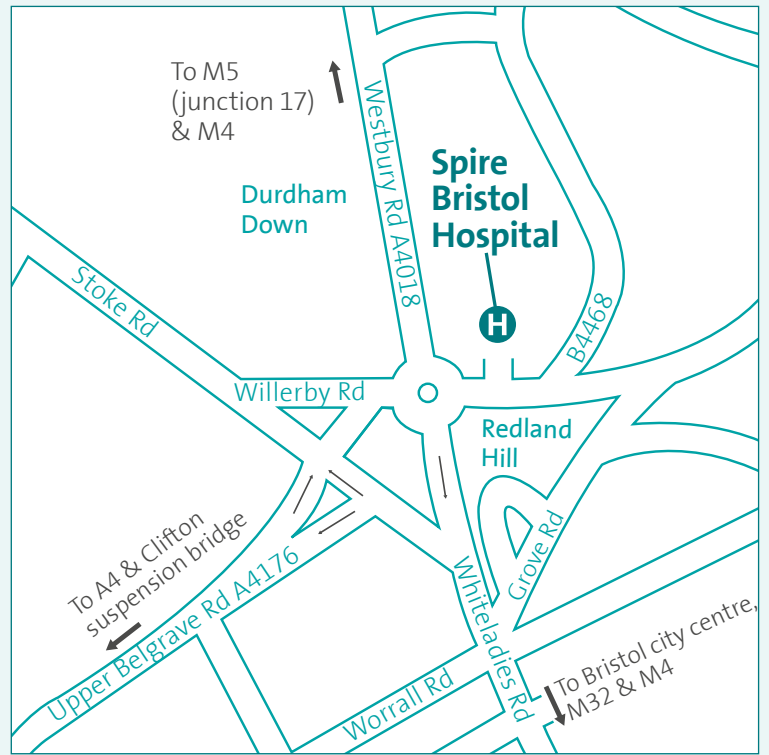 To M5
(junction 17)
& M4
Westbury Rd A4018
Spire
Bristol
Hospital
Durdham
Down
Stoke Rd
H
B4468
Willerby Rd
Redland
Hill
To A4 & Clifton
suspension bridge
Upper Belgrave Rd A4176
Grove Rd
Whiteladies Rd
Worrall Rd
To Bristol city centre,
M32 & M4